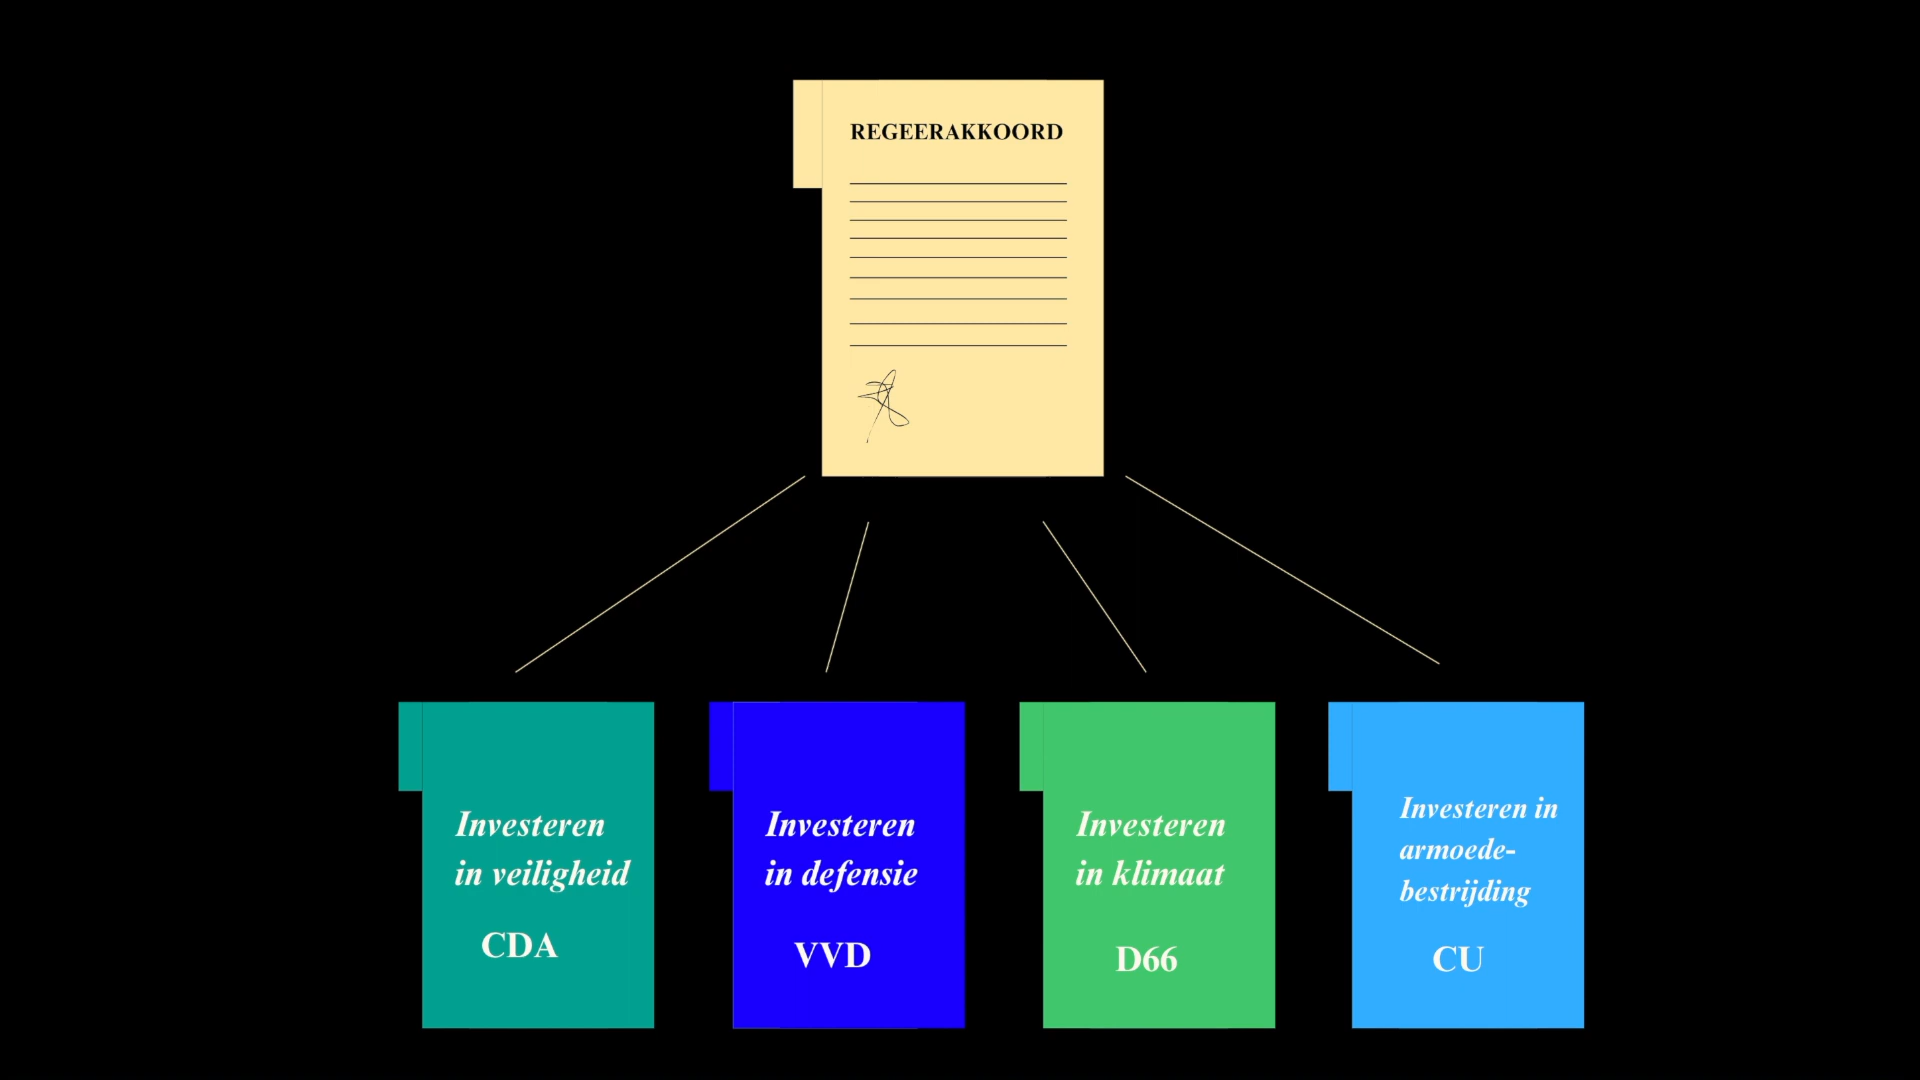 REGEERAKKOORD
Investeren
in veiligheid
CDA
Investeren
in defensie
VVD
Investeren
in klimaat
D66
Investeren in
armoede-
bestrijding
CU